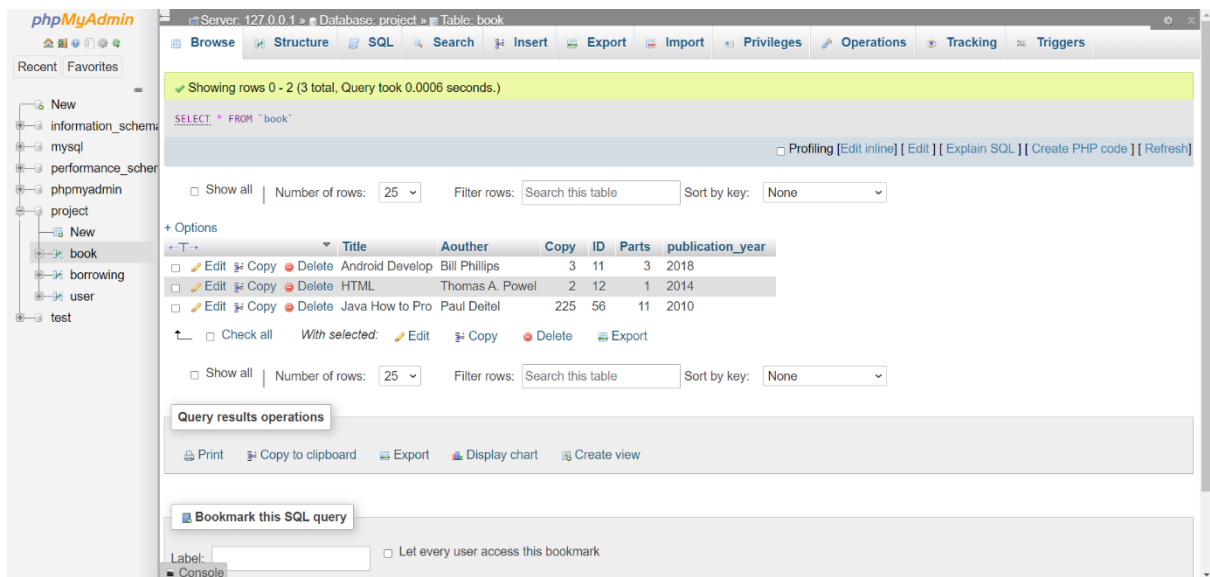 phpMyAdmin
Recent Favorites
New
information_schema
mysql
performance_scher
phpmyadmin
project
New
book
borrowing
user
test
Server: 127.0.0.1 » Database: project » Table: book
Browse Structure SQL Search Insert Export Import Privileges Operations Tracking Triggers
Showing rows 0 - 2 (3 total, Query took 0.0006 seconds.)
SELECT * FROM `book`
Profiling [Edit inline] [ Edit ] [ Explain SQL ] [ Create PHP code ] [ Refresh]
Show all | Number of rows: 25 Filter rows: Search this table Sort by key: None
+ Options
←T→ Title Aouther Copy ID Parts publication_year
Edit Copy Delete Android Develop Bill Phillips 3 11 3 2018
Edit Copy Delete HTML Thomas A. Powel 2 12 1 2014
Edit Copy Delete Java How to Pro Paul Deitel 225 56 11 2010
Check all With selected: Edit Copy Delete Export
Show all | Number of rows: 25 Filter rows: Search this table Sort by key: None
Query results operations
Print Copy to clipboard Export Display chart Create view
Bookmark this SQL query
Label: Let every user access this bookmark
Console